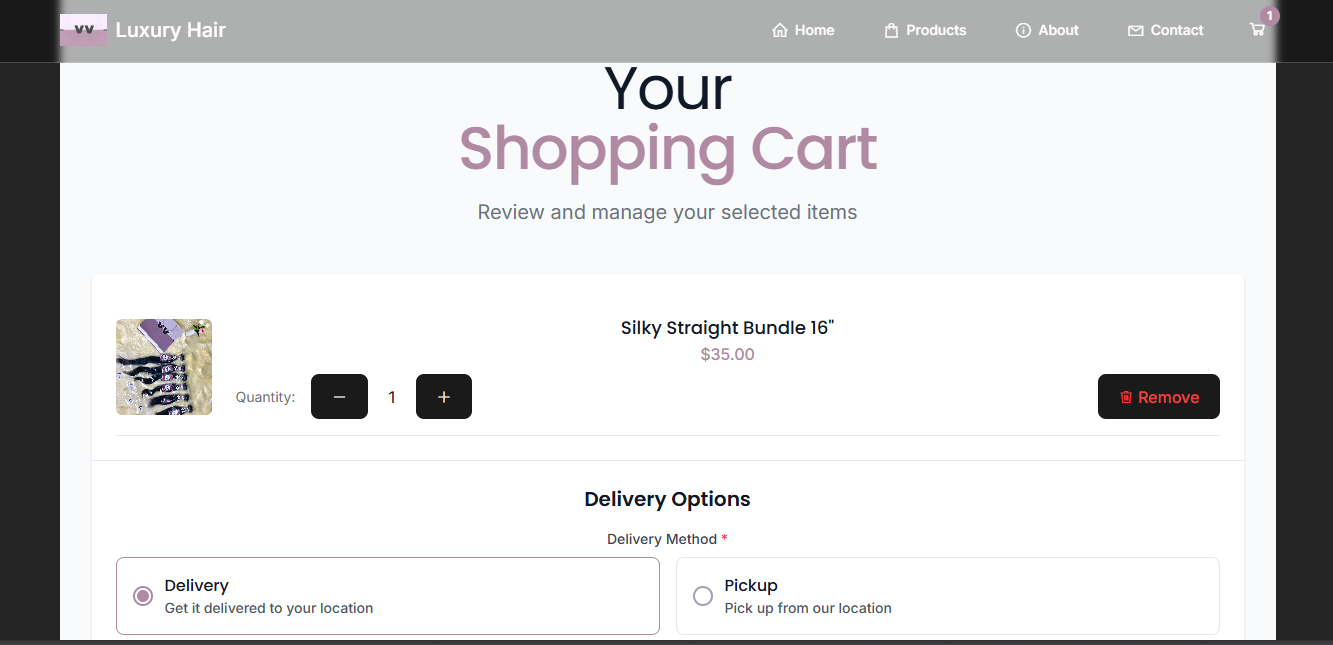 VV Luxury Hair Home Products About Contact 1
Your
Shopping Cart
Review and manage your selected items
Silky Straight Bundle 16"
$35.00
Quantity: − 1 + Remove
Delivery Options
Delivery Method *
Delivery Pickup
Get it delivered to your location Pick up from our location